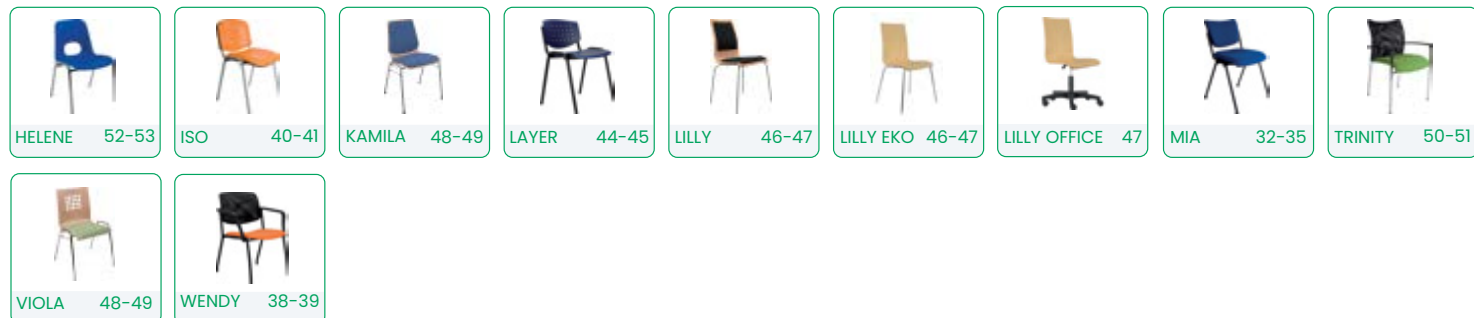 HELENE 52-53
ISO 40-41
KAMILA 48-49
LAYER 44-45
LILLY 46-47
LILLY EKO 46-47
LILLY OFFICE 47
MIA 32-35
TRINITY 50-51
VIOLA 48-49
WENDY 38-39